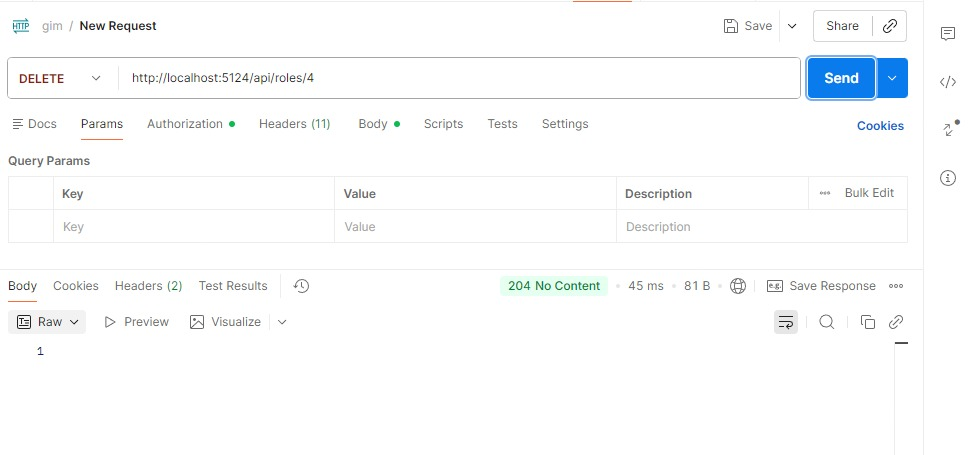 HTTP gim / New Request Save Share
DELETE http://localhost:5124/api/roles/4 Send
Docs Params Authorization Headers (11) Body Scripts Tests Settings Cookies
Query Params
Key Value Description Bulk Edit
Key Value Description
Body Cookies Headers (2) Test Results 204 No Content 45 ms 81 B e.g. Save Response
Raw Preview Visualize
1